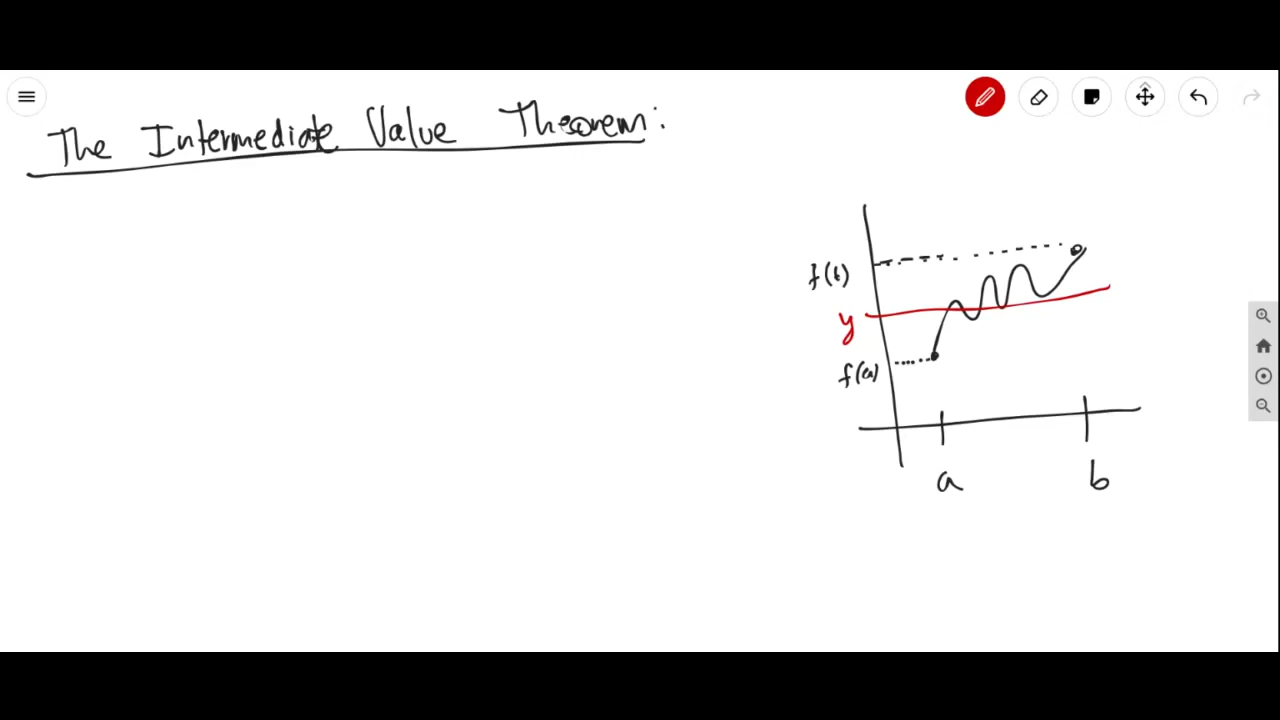 The Intermediate Value Theorem:
f(b)
y
f(a)
a
b